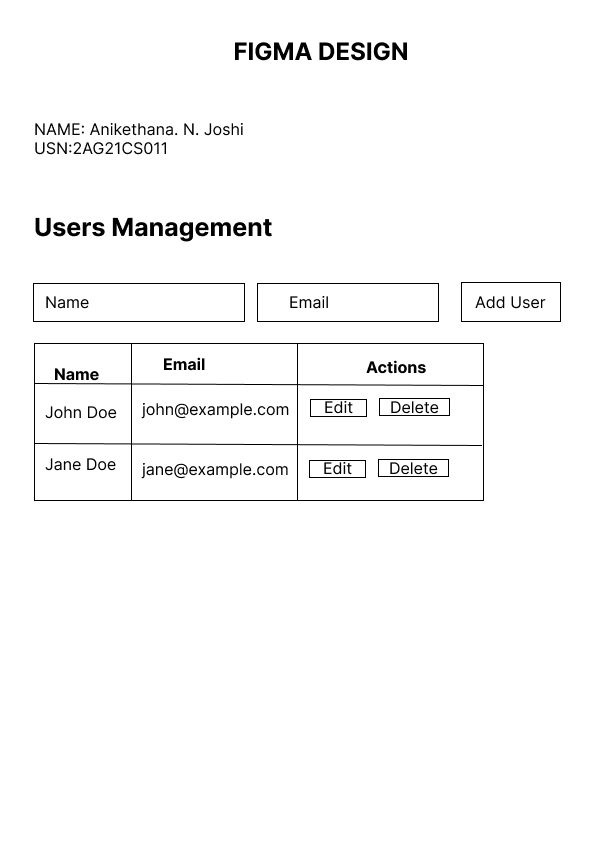 FIGMA DESIGN
NAME: Anikethana. N. Joshi
USN:2AG21CS011
Users Management
Name Email Add User
Name Email Actions
John Doe john@example.com Edit Delete
Jane Doe jane@example.com Edit Delete